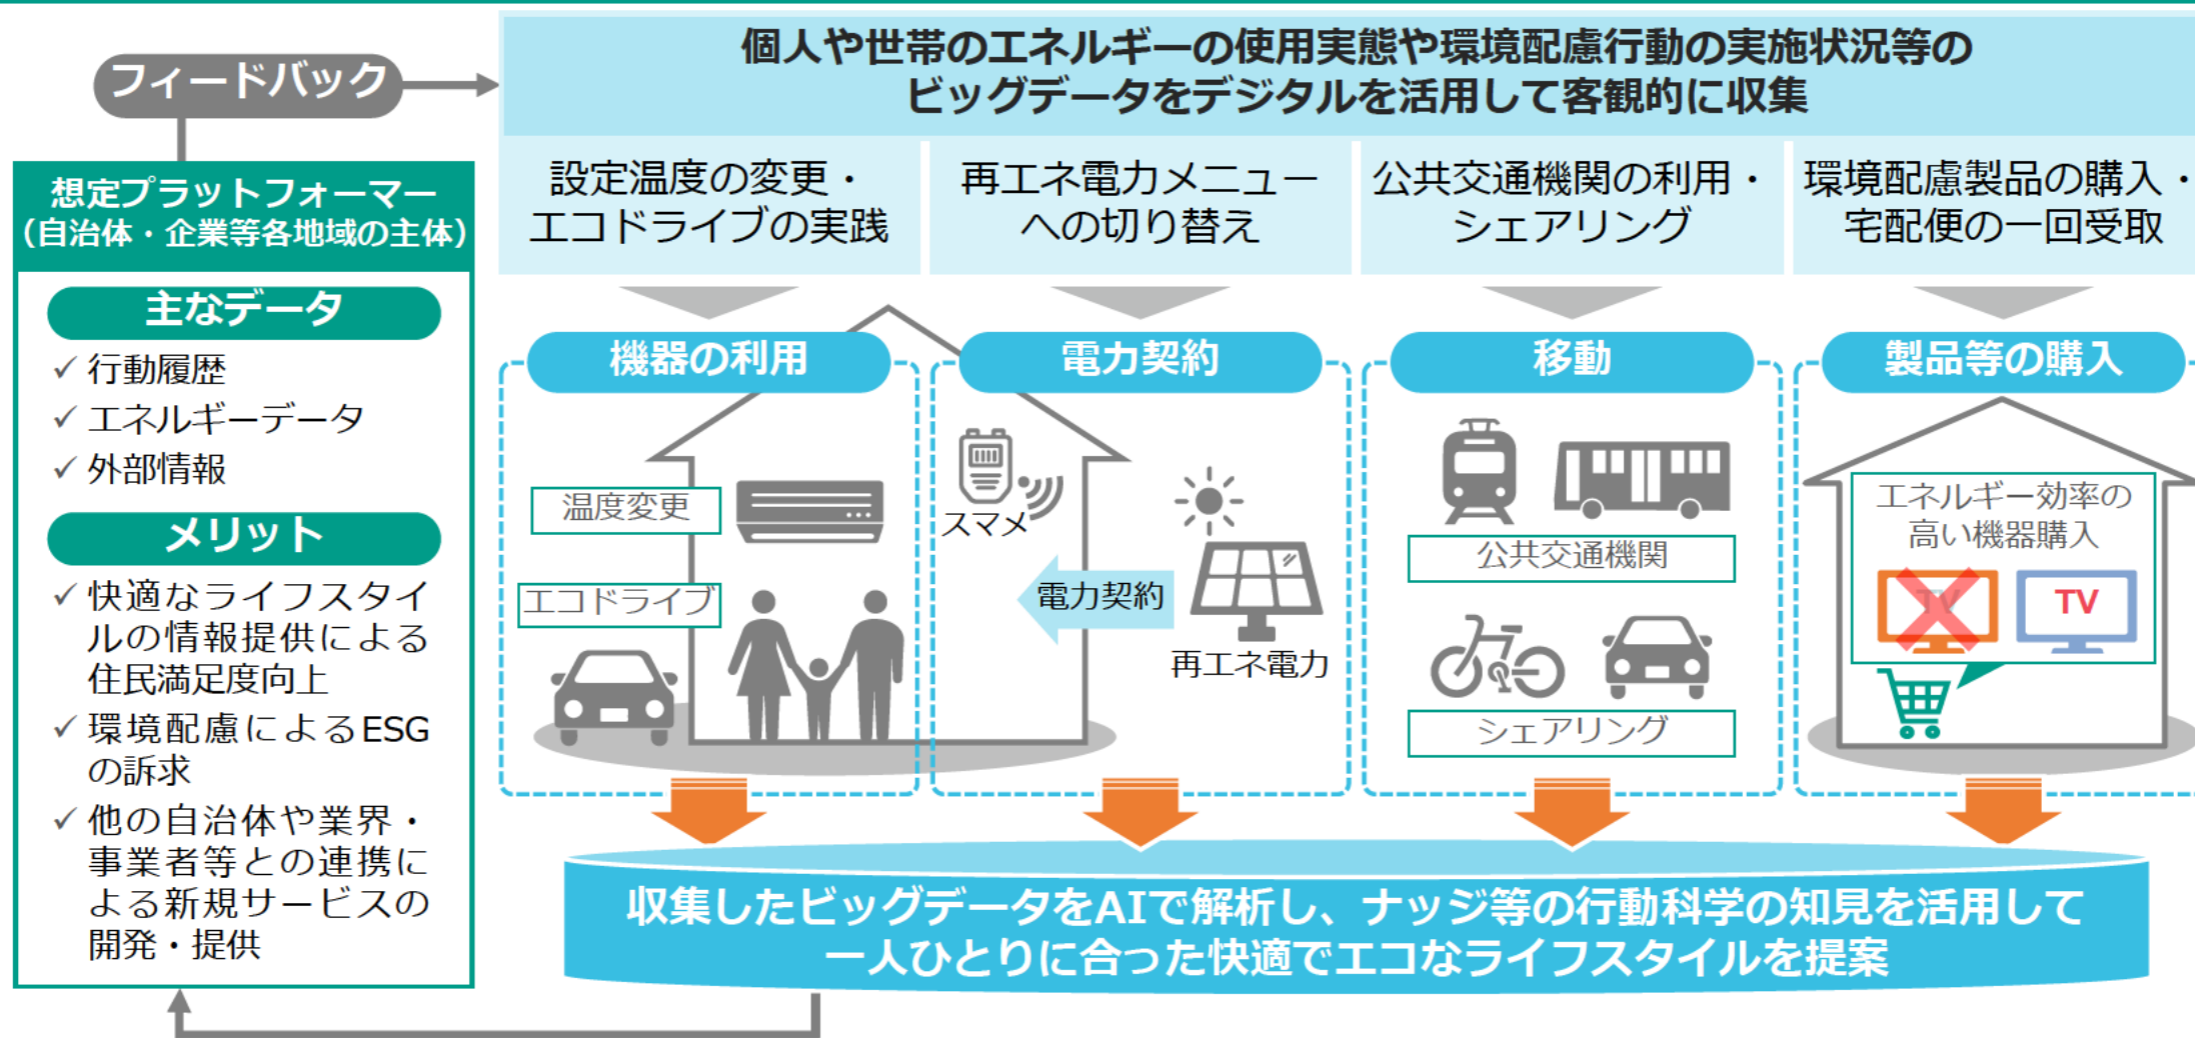 フィードバック
個人や世帯のエネルギーの使用実態や環境配慮行動の実施状況等の
ビッグデータをデジタルを活用して客観的に収集
想定プラットフォーマー
（自治体・企業等各地域の主体）
主なデータ
✓ 行動履歴
✓ エネルギーデータ
✓ 外部情報
メリット
✓ 快適なライフスタイ
ルの情報提供による
住民満足度向上
✓ 環境配慮によるESG
の訴求
✓ 他の自治体や業界・
事業者等との連携に
よる新規サービスの
開発・提供
設定温度の変更・
エコドライブの実践
再エネ電力メニュー
への切り替え
公共交通機関の利用・
シェアリング
環境配慮製品の購入・
宅配便の一回受取
機器の利用
温度変更
エコドライブ
電力契約
スマメ
電力契約
再エネ電力
移動
公共交通機関
シェアリング
製品等の購入
エネルギー効率の
高い機器購入
TV
TV
収集したビッグデータをAIで解析し、ナッジ等の行動科学の知見を活用して
一人ひとりに合った快適でエコなライフスタイルを提案